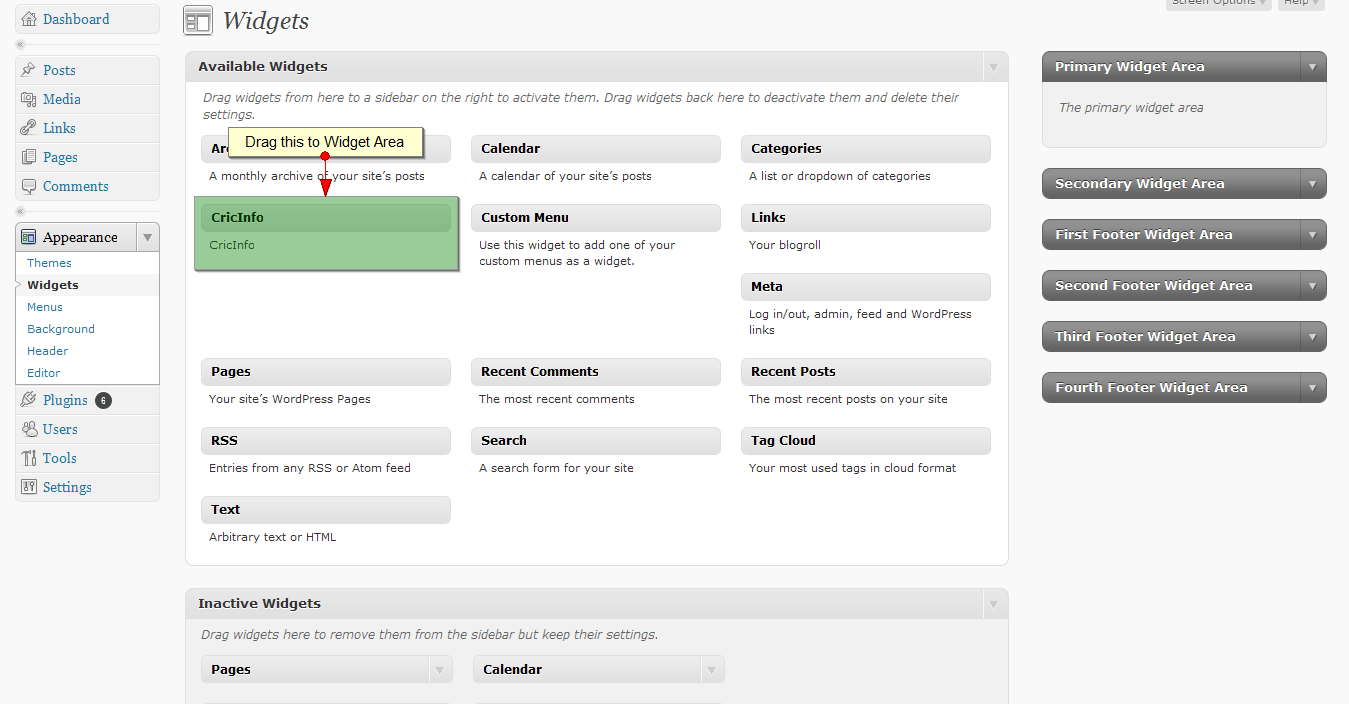 Dashboard
Posts
Media
Links
Pages
Comments
Appearance
Themes
Widgets
Menus
Background
Header
Editor
Plugins 6
Users
Tools
Settings
Screen Options
Help
Widgets
Available Widgets
Drag widgets from here to a sidebar on the right to activate them. Drag widgets back here to deactivate them and delete their
settings.
Drag this to Widget Area
A monthly archive of your site’s posts
Calendar
A calendar of your site’s posts
Categories
A list or dropdown of categories
CricInfo
CricInfo
Custom Menu
Use this widget to add one of your
custom menus as a widget.
Links
Your blogroll
Meta
Log in/out, admin, feed and WordPress
links
Pages
Your site’s WordPress Pages
Recent Comments
The most recent comments
Recent Posts
The most recent posts on your site
RSS
Entries from any RSS or Atom feed
Search
A search form for your site
Tag Cloud
Your most used tags in cloud format
Text
Arbitrary text or HTML
Inactive Widgets
Drag widgets here to remove them from the sidebar but keep their settings.
Pages
Calendar
Primary Widget Area
The primary widget area
Secondary Widget Area
First Footer Widget Area
Second Footer Widget Area
Third Footer Widget Area
Fourth Footer Widget Area